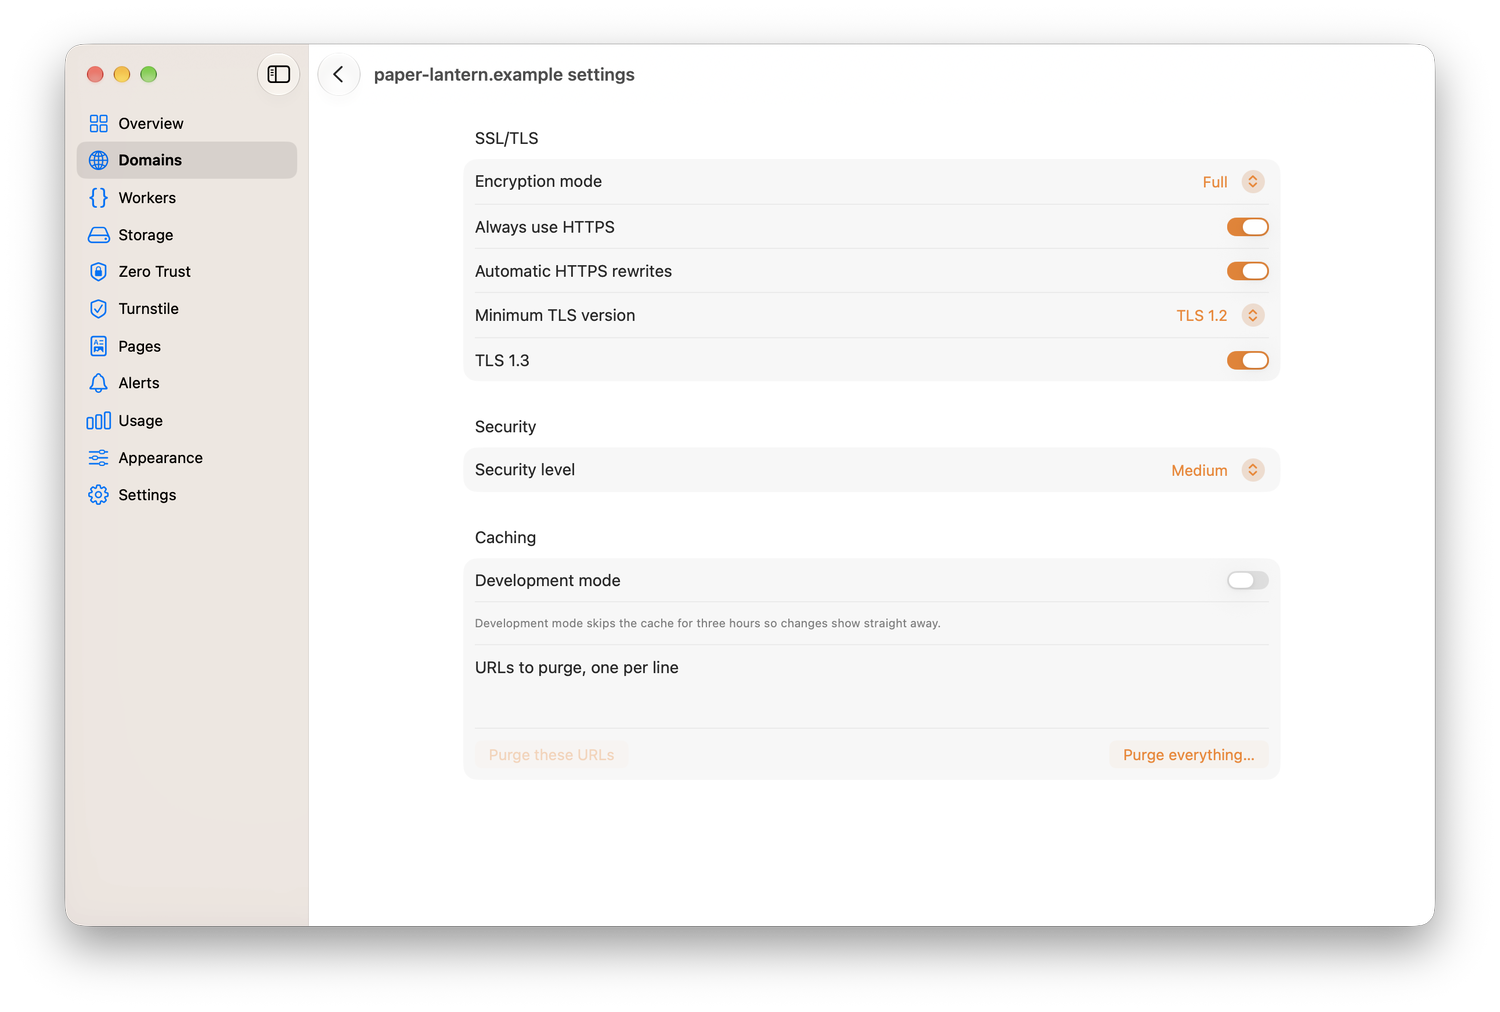 paper-lantern.example settings
Overview
Domains
Workers
Storage
Zero Trust
Turnstile
Pages
Alerts
Usage
Appearance
Settings
SSL/TLS
Encryption mode Full
Always use HTTPS
Automatic HTTPS rewrites
Minimum TLS version TLS 1.2
TLS 1.3
Security
Security level Medium
Caching
Development mode
Development mode skips the cache for three hours so changes show straight away.
URLs to purge, one per line
Purge these URLs Purge everything...